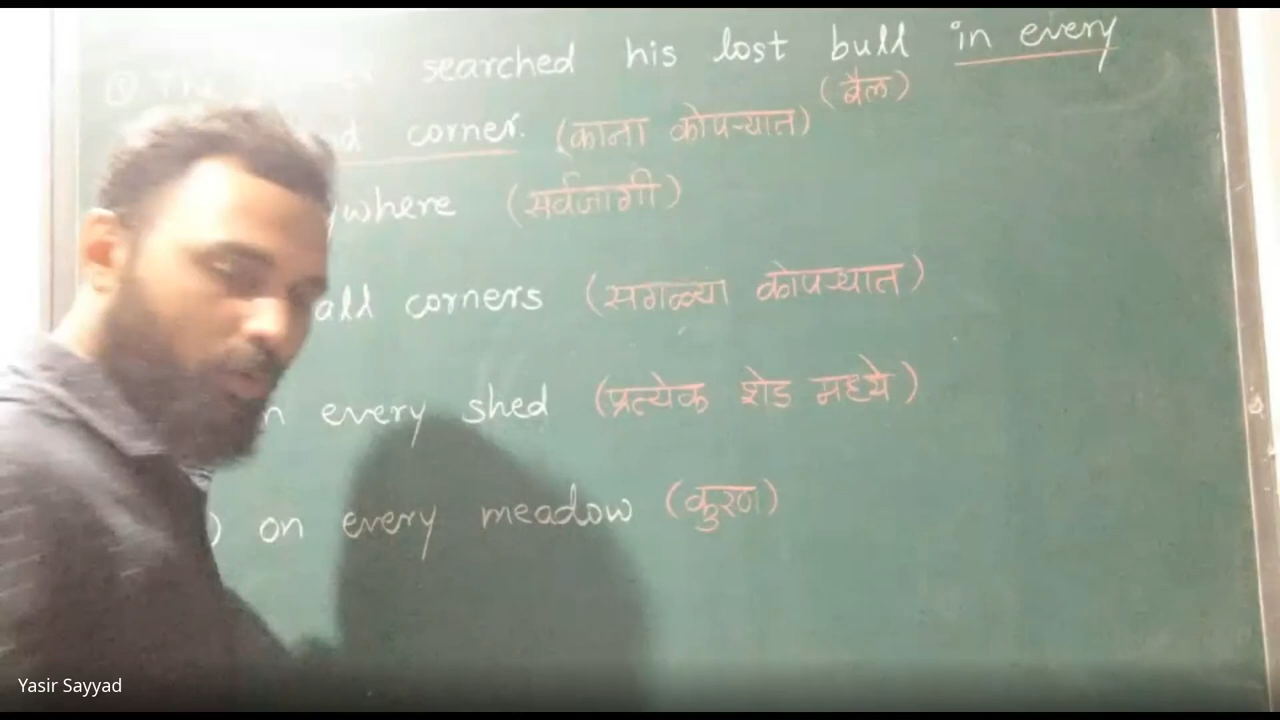 The searched his lost bull in every
(बैल)
corner. (काना कोपऱ्यात)
where (सर्वजागी)
all corners (सगळ्या कोपऱ्यात)
every shed (प्रत्येक शेड मध्ये)
) on every meadow (कुरण)
Yasir Sayyad